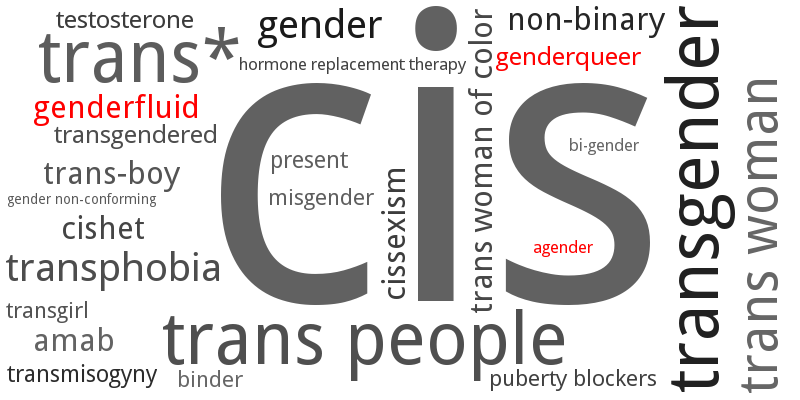 testosterone
gender
non-binary
trans*
hormone replacement therapy
genderqueer
genderfluid
transgendered
cis
trans woman of color
transgender
trans woman
present
bi-gender
trans-boy
misgender
gender non-conforming
cissexism
cishet
agender
transphobia
transgirl
trans people
amab
transmisogyny
binder
puberty blockers